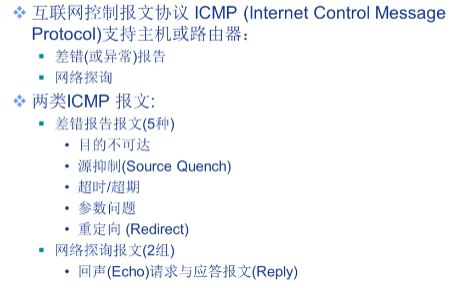 互联网控制报文协议 ICMP (Internet Control Message
Protocol)支持主机或路由器：
差错(或异常)报告
网络探询
两类ICMP 报文:
差错报告报文(5种)
目的不可达
源抑制(Source Quench)
超时/超期
参数问题
重定向 (Redirect)
网络探询报文(2组)
回声(Echo)请求与应答报文(Reply)